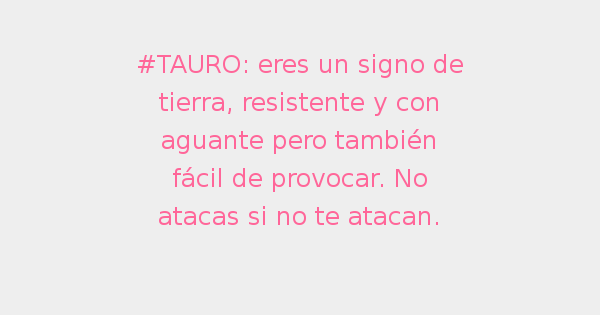 #TAURO: eres un signo de
tierra, resistente y con
aguante pero también
fácil de provocar. No
atacas si no te atacan.